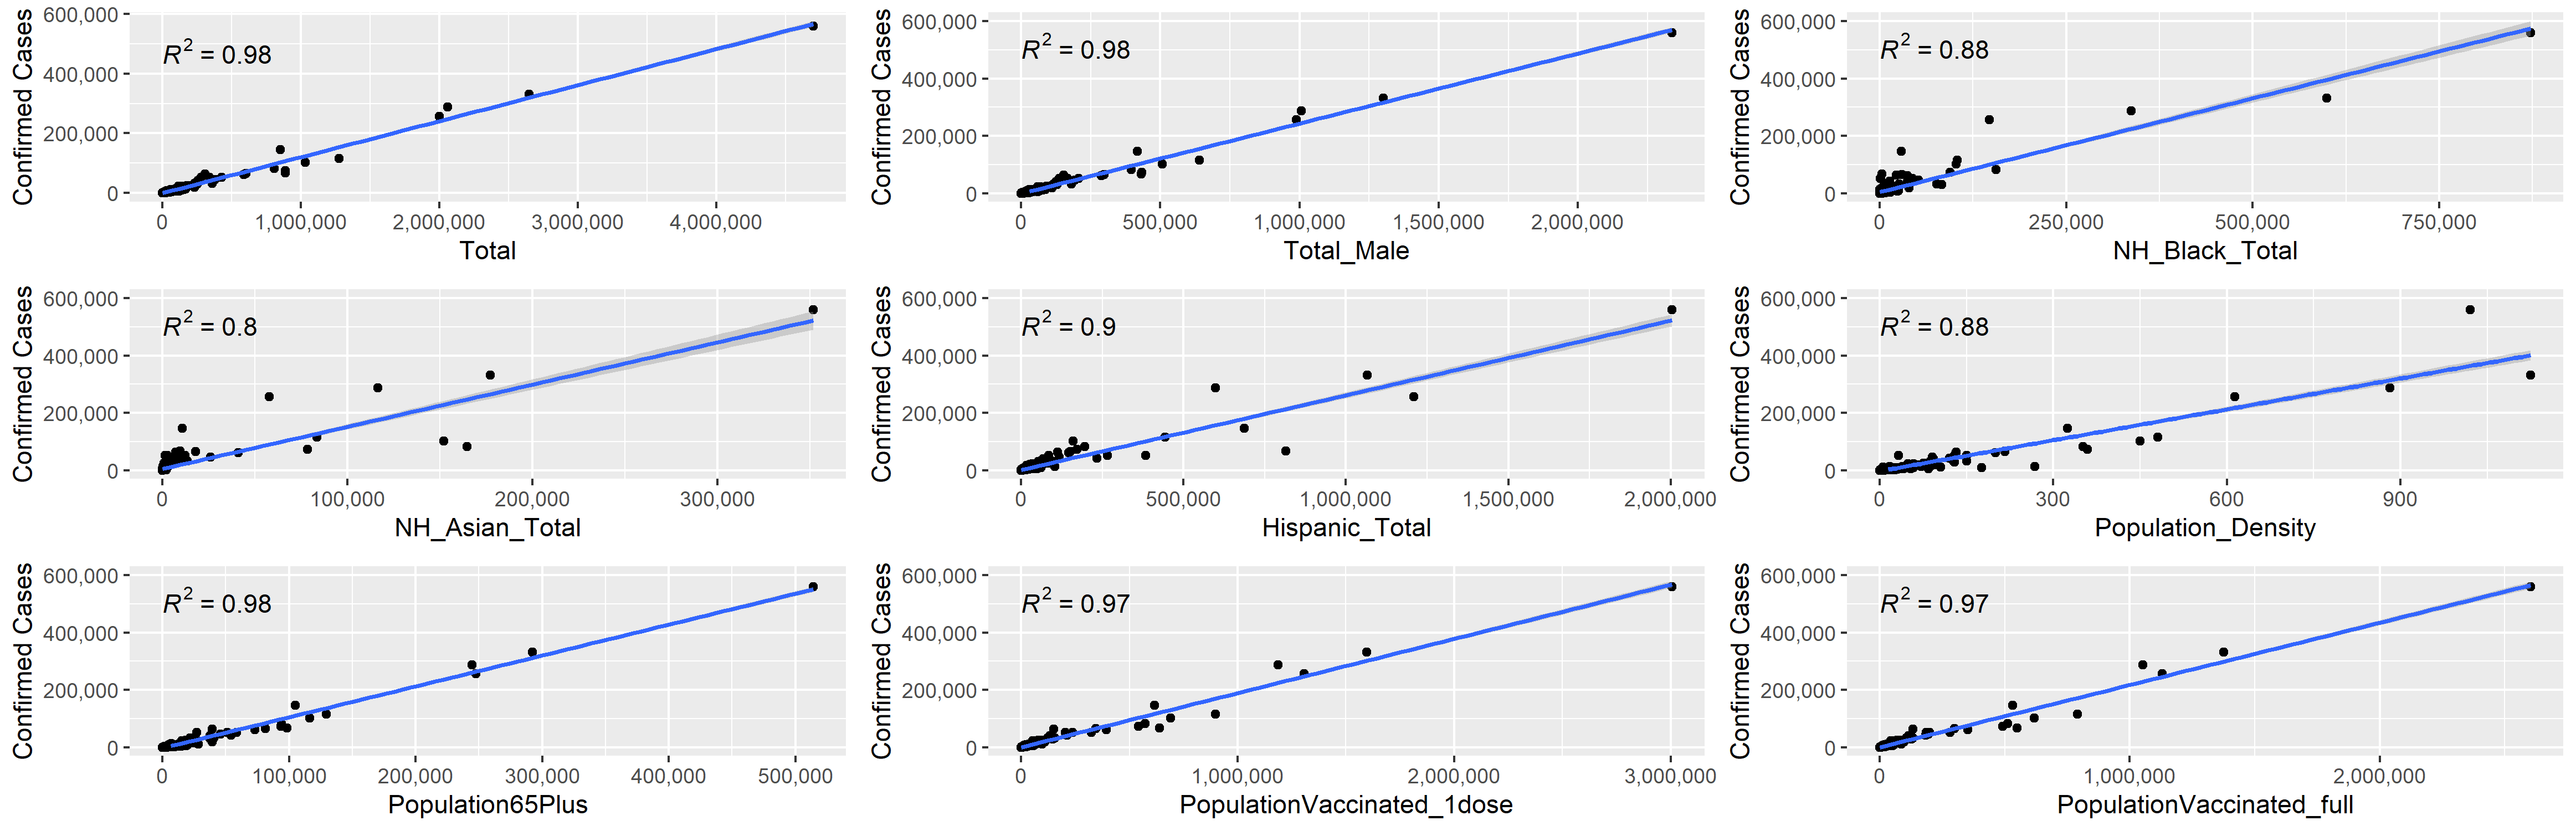 Confirmed Cases
600,000
400,000
200,000
0
R² = 0.98
0 1,000,000 2,000,000 3,000,000 4,000,000
Total
Confirmed Cases
600,000
400,000
200,000
0
R² = 0.98
0 500,000 1,000,000 1,500,000 2,000,000
Total_Male
Confirmed Cases
600,000
400,000
200,000
0
R² = 0.88
0 250,000 500,000 750,000
NH_Black_Total
Confirmed Cases
600,000
400,000
200,000
0
R² = 0.8
0 100,000 200,000 300,000
NH_Asian_Total
Confirmed Cases
600,000
400,000
200,000
0
R² = 0.9
0 500,000 1,000,000 1,500,000 2,000,000
Hispanic_Total
Confirmed Cases
600,000
400,000
200,000
0
R² = 0.88
0 300 600 900
Population_Density
Confirmed Cases
600,000
400,000
200,000
0
R² = 0.98
0 100,000 200,000 300,000 400,000 500,000
Population65Plus
Confirmed Cases
600,000
400,000
200,000
0
R² = 0.97
0 1,000,000 2,000,000 3,000,000
PopulationVaccinated_1dose
Confirmed Cases
600,000
400,000
200,000
0
R² = 0.97
0 1,000,000 2,000,000
PopulationVaccinated_full